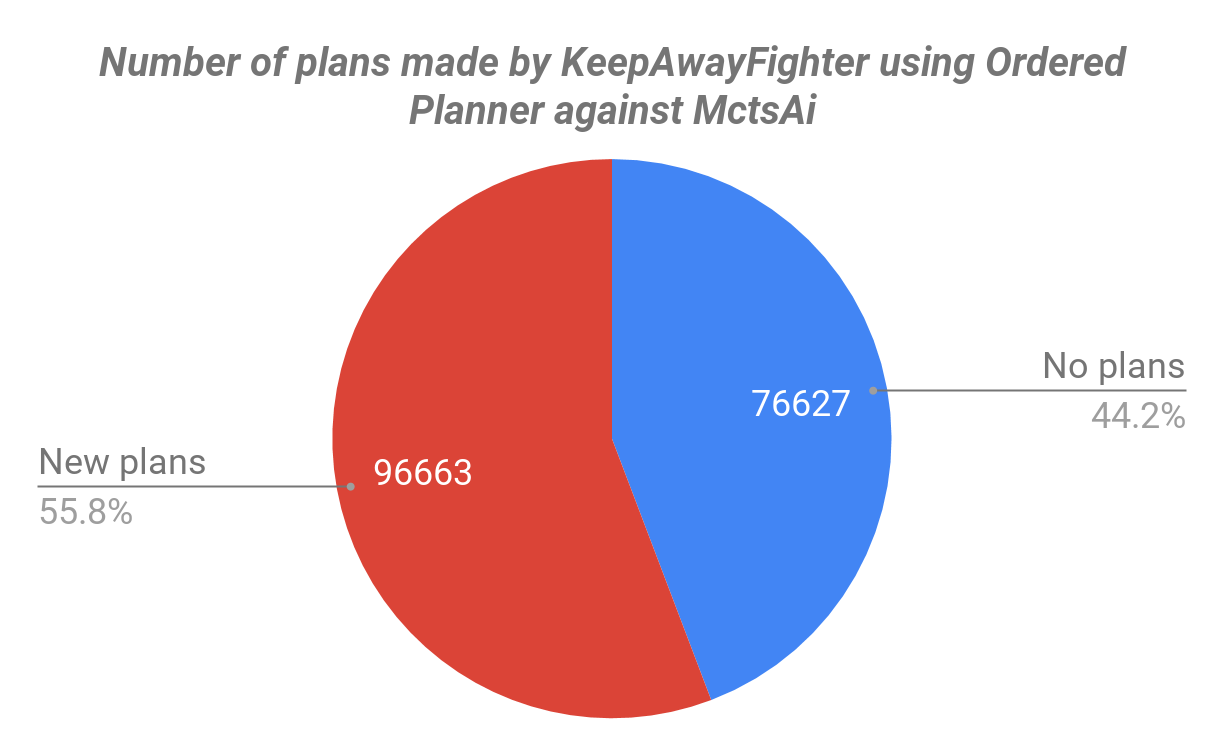 Number of plans made by KeepAwayFighter using Ordered
Planner against MctsAi
No plans
76627
44.2%
New plans
96663
55.8%